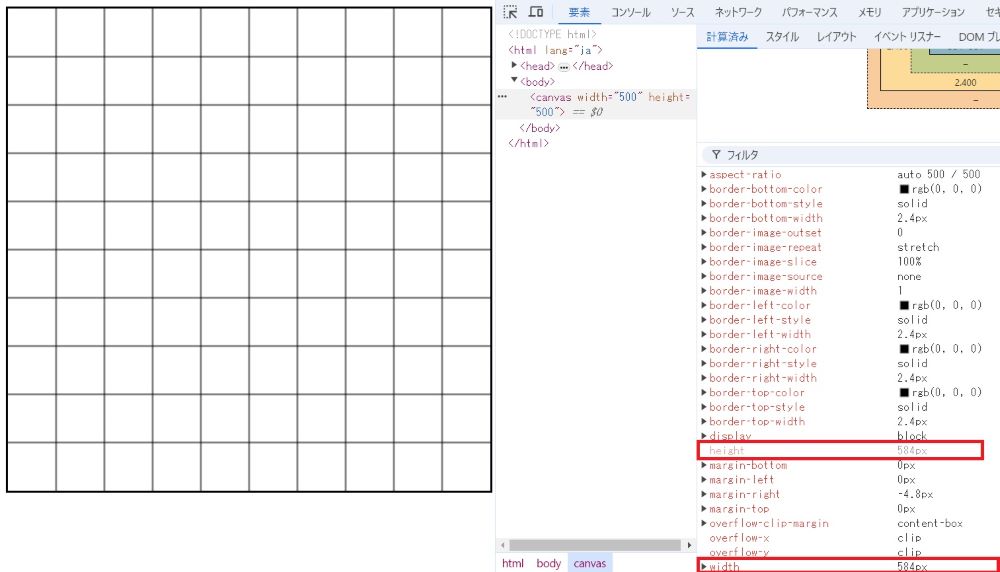 要素 コンソール ソース ネットワーク パフォーマンス メモリ アプリケーション セキ
<!DOCTYPE html>
<html lang="ja">
<head> … </head>
<body>
… <canvas width="500" height=
"500"> == $0
</body>
</html>
html body canvas
計算済み スタイル レイアウト イベント リスナー DOM ブレ
–
2.400
–
フィルタ
aspect-ratio auto 500 / 500
border-bottom-color rgb(0, 0, 0)
border-bottom-style solid
border-bottom-width 2.4px
border-image-outset 0
border-image-repeat stretch
border-image-slice 100%
border-image-source none
border-image-width 1
border-left-color rgb(0, 0, 0)
border-left-style solid
border-left-width 2.4px
border-right-color rgb(0, 0, 0)
border-right-style solid
border-right-width 2.4px
border-top-color rgb(0, 0, 0)
border-top-style solid
border-top-width 2.4px
display block
height 584px
margin-bottom 0px
margin-left 0px
margin-right -4.8px
margin-top 0px
overflow-clip-margin content-box
overflow-x clip
overflow-y clip
width 584px